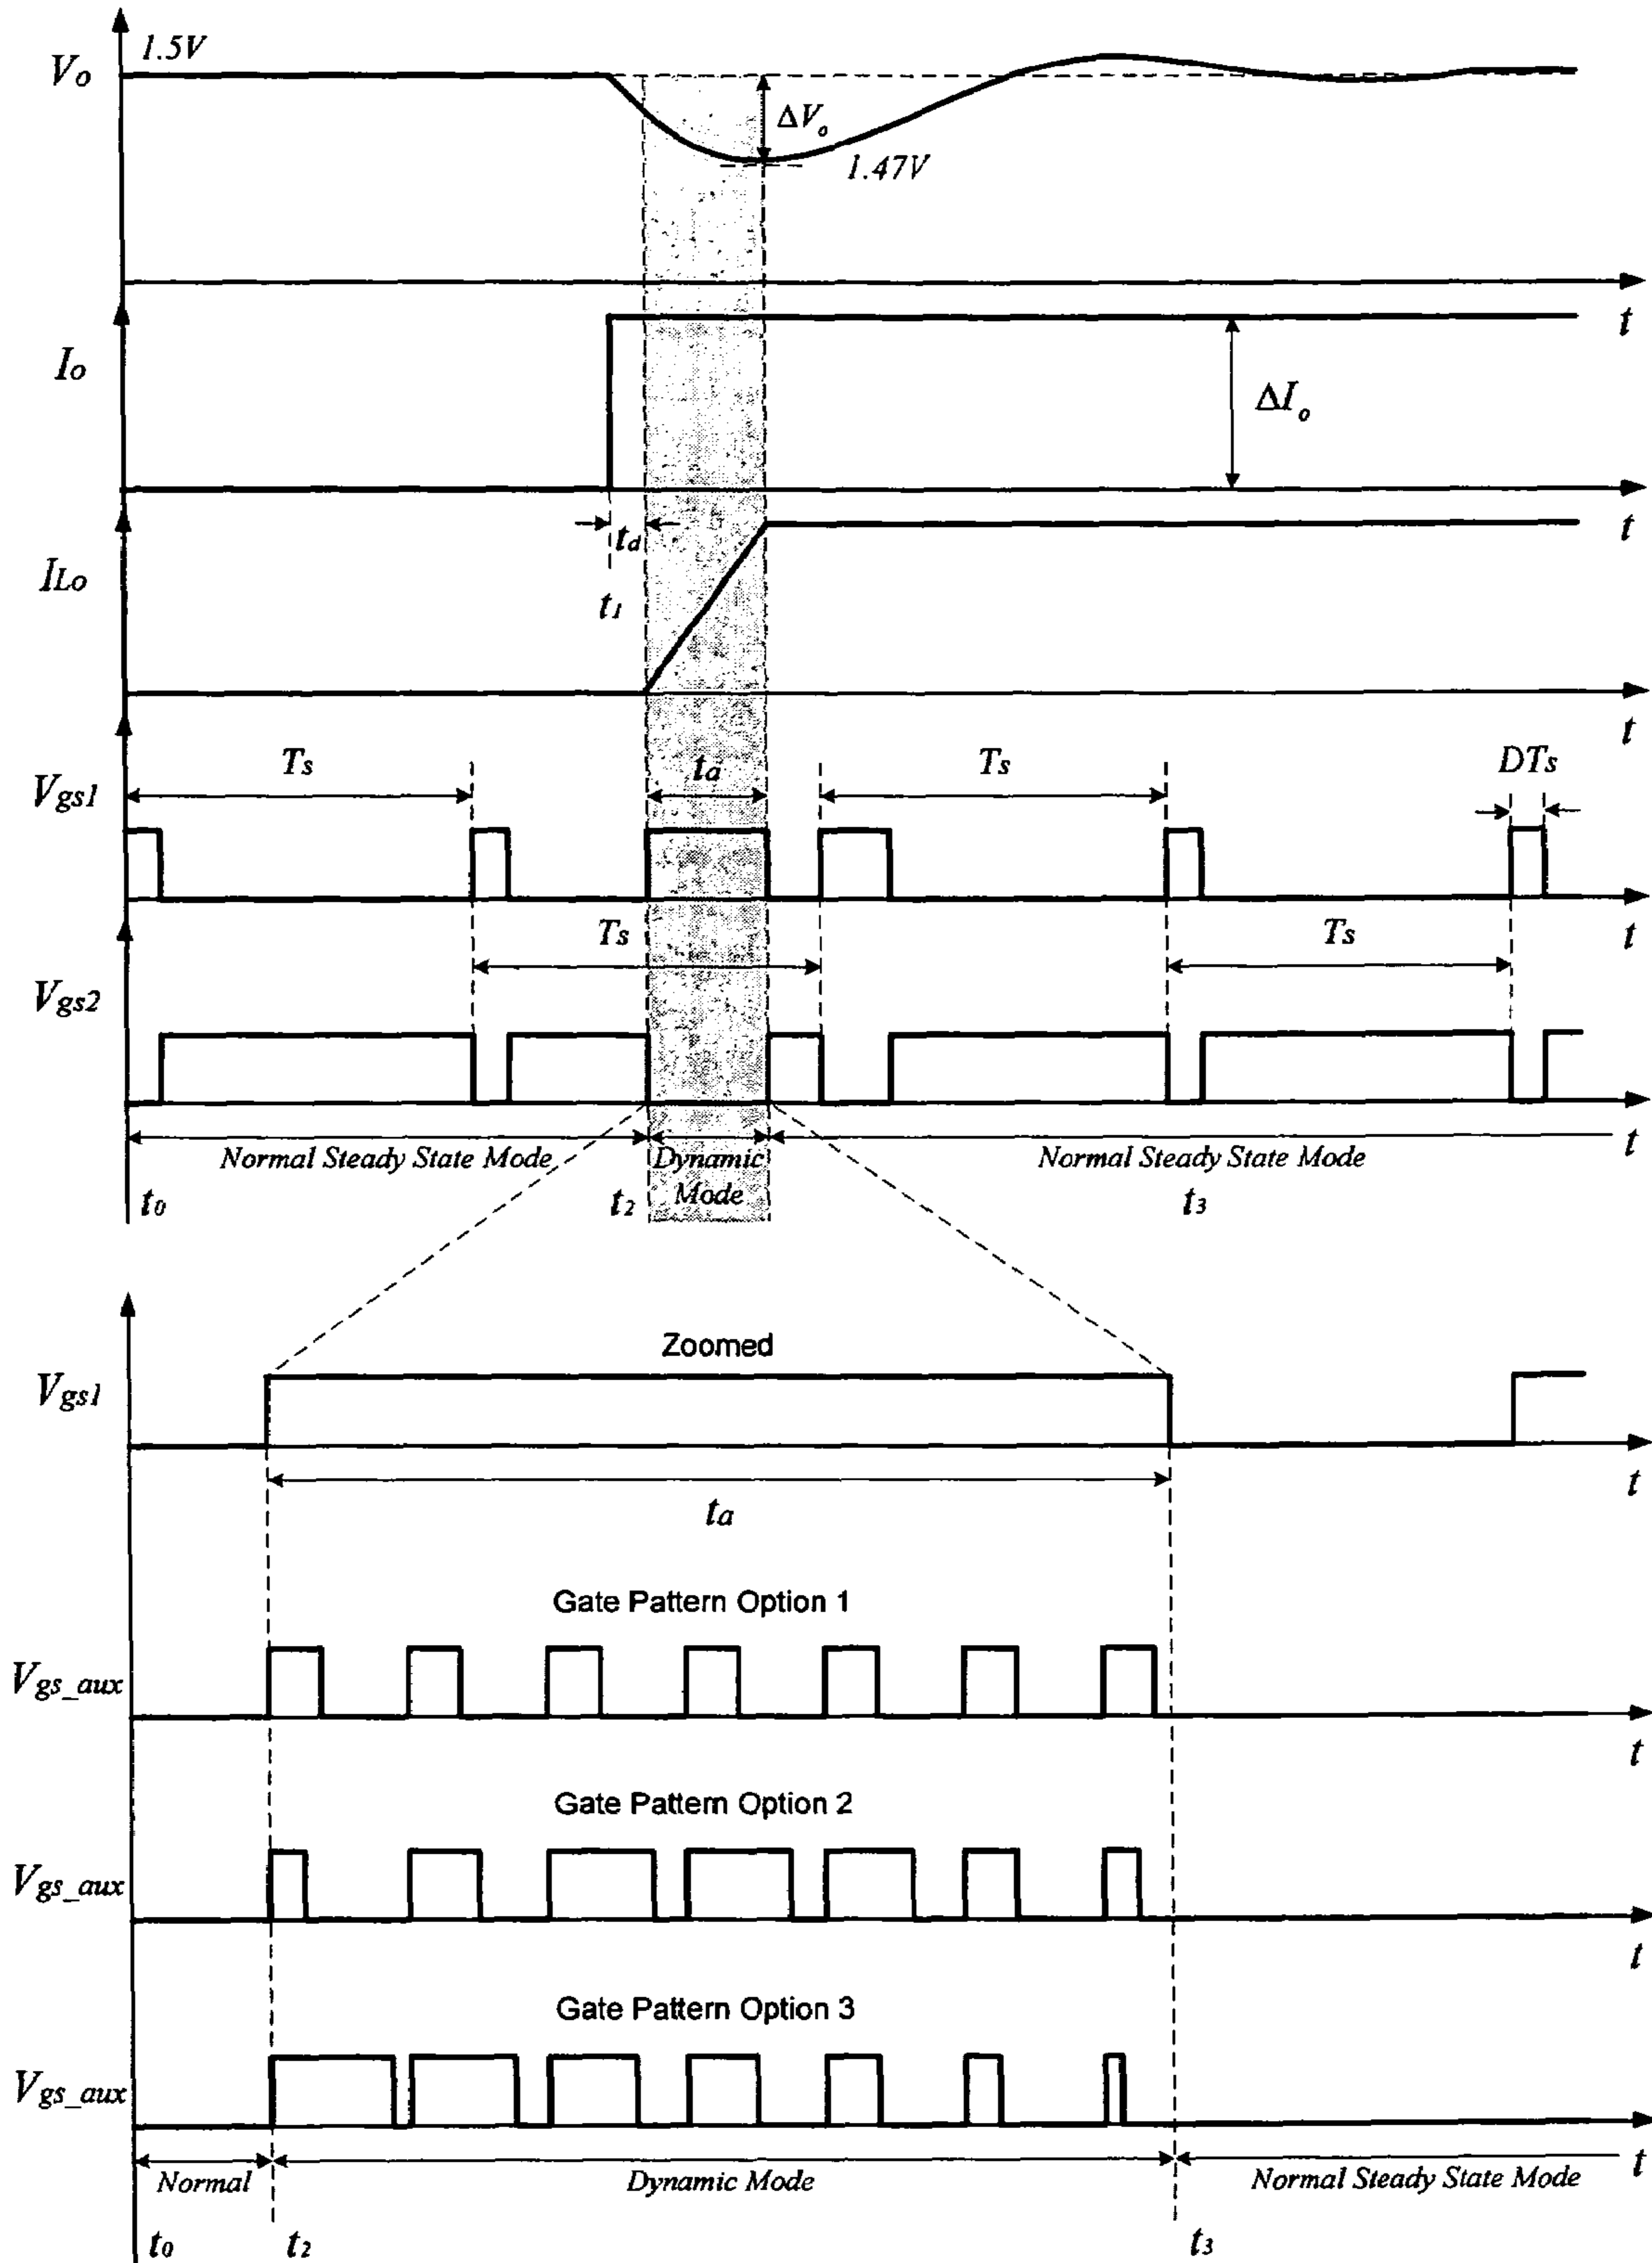 1.5V
Vo
ΔVo
1.47V
t
Io
ΔIo
t
td
ILo
t1
t
Ts
ta
Ts
DTs
Vgs1
t
Ts
Ts
Vgs2
t
Normal Steady State Mode
Dynamic Mode
Normal Steady State Mode
t0
t2
t3
Zoomed
Vgs1
t
ta
Gate Pattern Option 1
Vgs_aux
t
Gate Pattern Option 2
Vgs_aux
t
Gate Pattern Option 3
Vgs_aux
t
Normal
Dynamic Mode
Normal Steady State Mode
t0
t2
t3